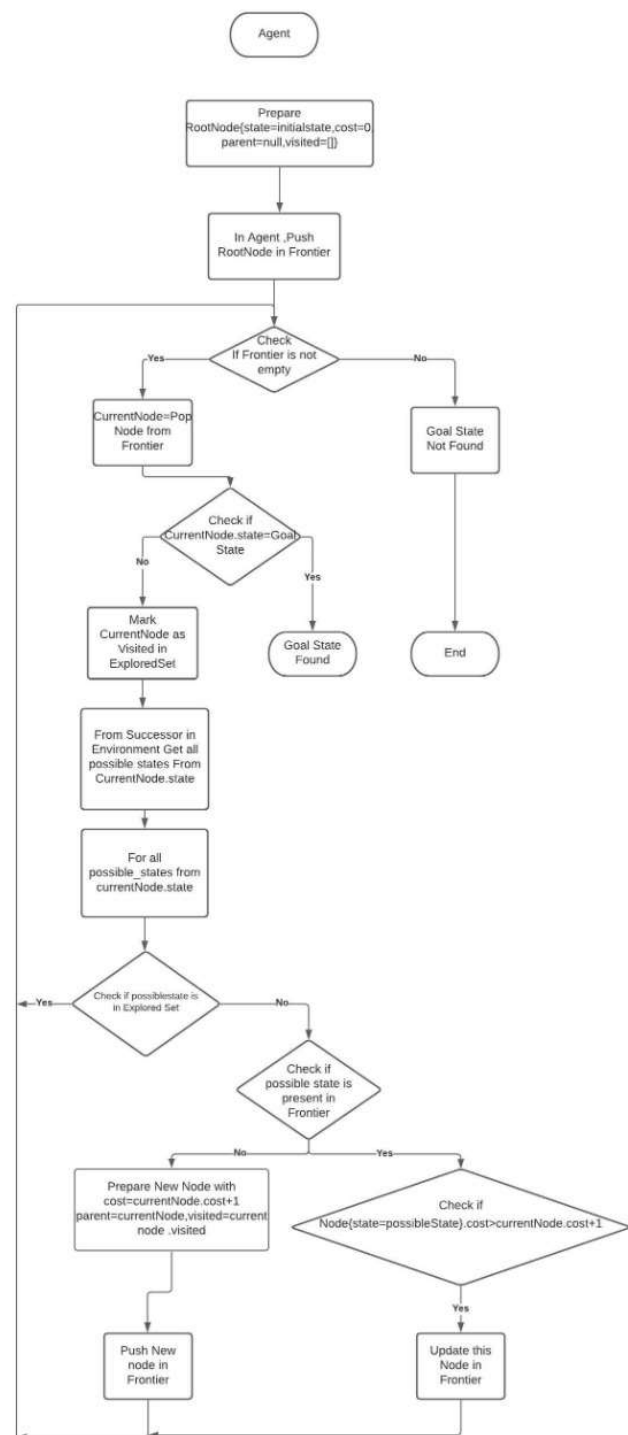 Agent
Prepare
RootNode{state=initialstate,cost=0,
parent=null,visited=[]}
In Agent ,Push
RootNode in Frontier
Check
If Frontier is not
empty
Yes
No
CurrentNode=Pop
Node from
Frontier
Goal State
Not Found
Check if
CurrentNode.state=Goal
State
No
Yes
Mark
CurrentNode as
Visited in
ExploredSet
Goal State
Found
End
From Successor in
Environment Get all
possible states From
CurrentNode.state
For all
possible_states from
currentNode.state
Check if possiblestate is
in Explored Set
Yes
No
Check if
possible state is
present in
Frontier
No
Yes
Prepare New Node with
cost=currentNode.cost+1
parent=currentNode,visited=current
node .visited
Check if
Node{state=possibleState}.cost>currentNode.cost+1
Yes
Push New
node in
Frontier
Update this
Node in
Frontier